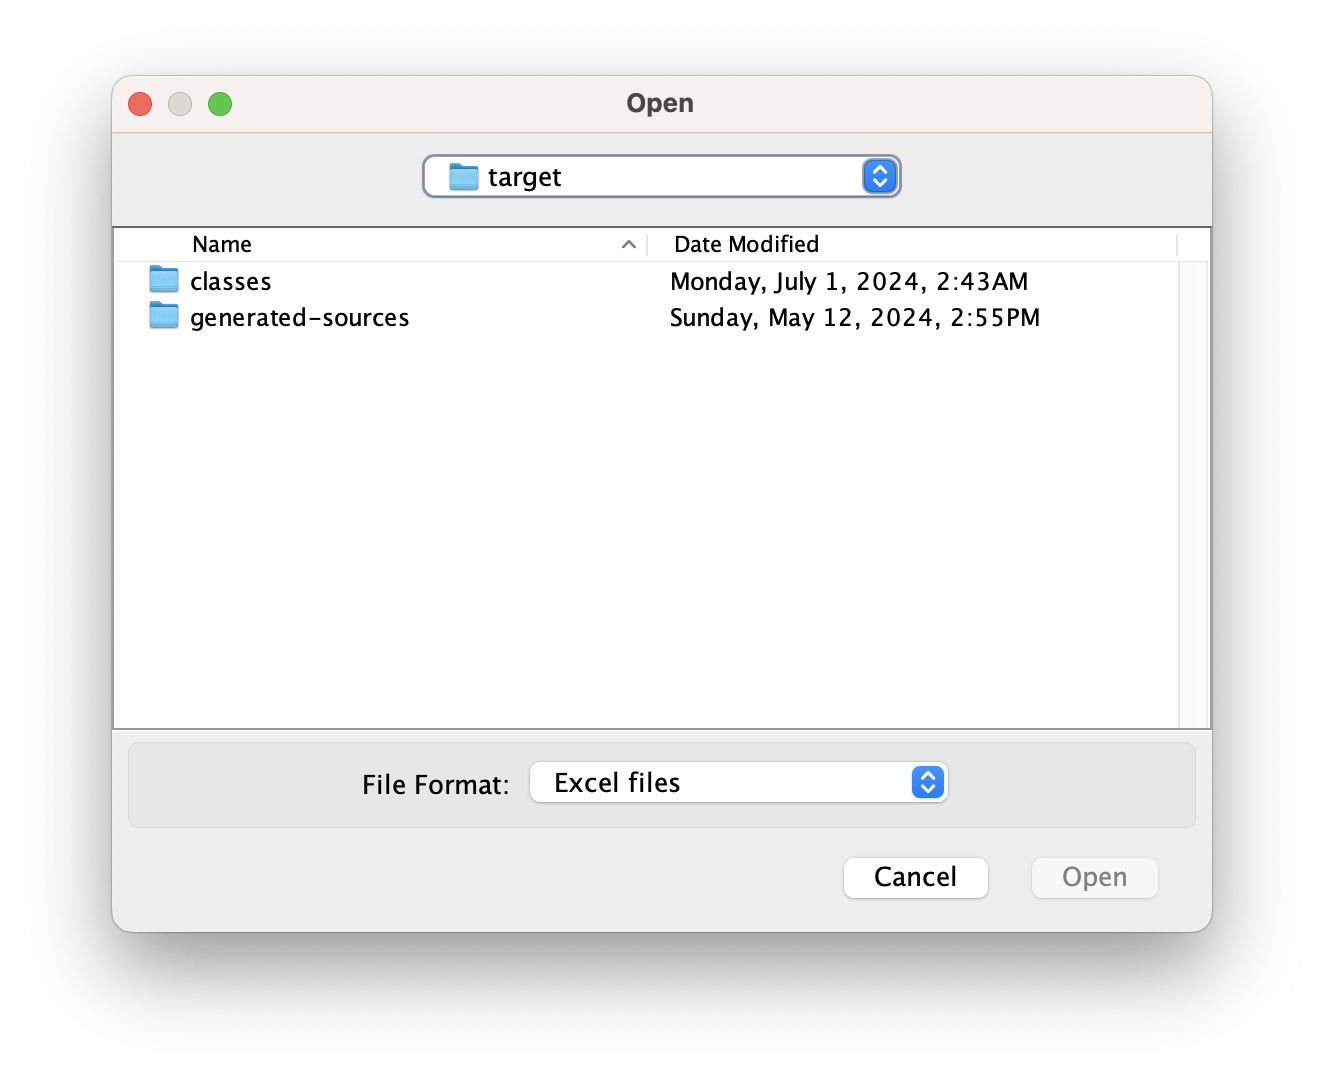 Open
target
Name Date Modified
classes Monday, July 1, 2024, 2:43AM
generated-sources Sunday, May 12, 2024, 2:55PM
File Format: Excel files
Cancel Open